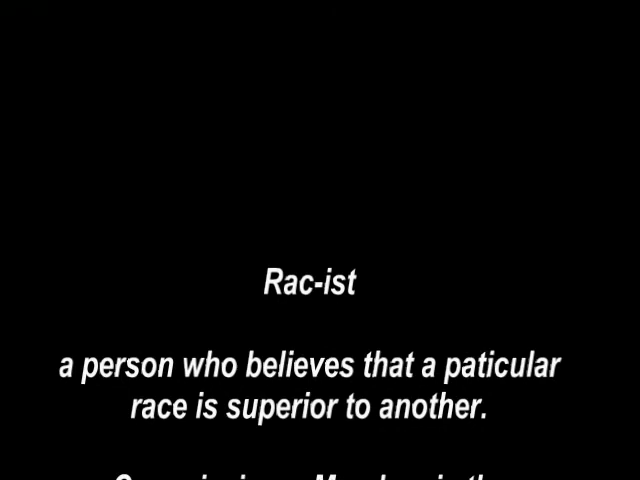 Rac-ist
a person who believes that a paticular
race is superior to another.